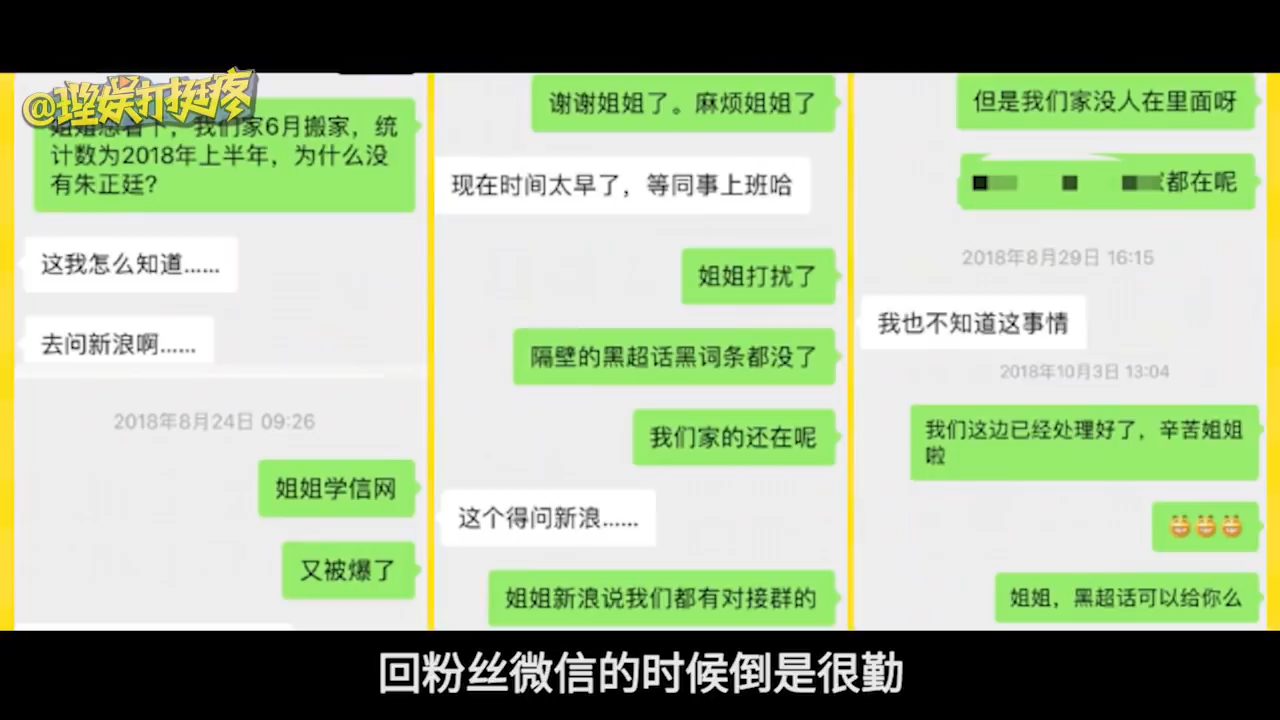 @理娱打挺疼
姐姐想看下，我们家6月搬家，统
计数为2018年上半年，为什么没
有朱正廷？
这我怎么知道……
去问新浪啊……
2018年8月24日 09:26
姐姐学信网
又被爆了
谢谢姐姐了。麻烦姐姐了
现在时间太早了，等同事上班哈
姐姐打扰了
隔壁的黑超话黑词条都没了
我们家的还在呢
这个得问新浪……
姐姐新浪说我们都有对接群的
但是我们家没人在里面呀
都在呢
2018年8月29日 16:15
我也不知道这事情
2018年10月3日 13:04
我们这边已经处理好了，辛苦姐姐
啦
姐姐，黑超话可以给你么
回粉丝微信的时候倒是很勤